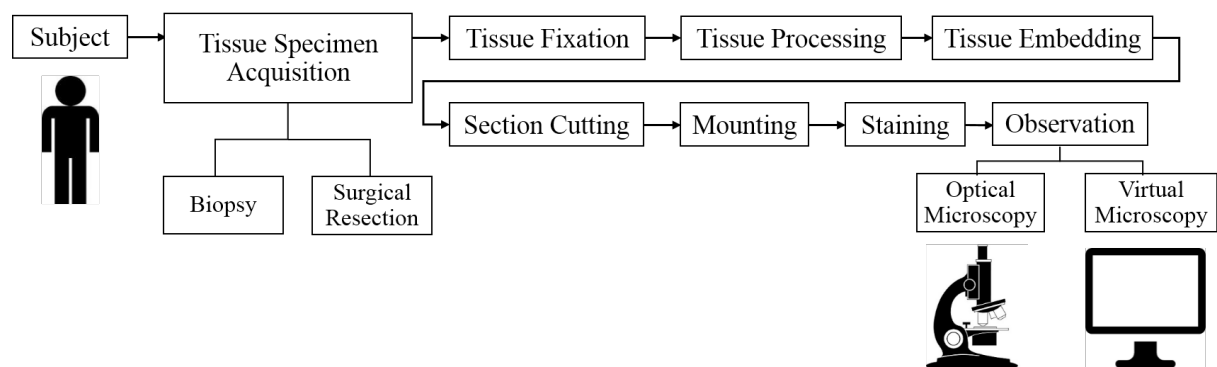 Subject
Tissue Specimen
Acquisition
Tissue Fixation
Tissue Processing
Tissue Embedding
Biopsy
Surgical
Resection
Section Cutting
Mounting
Staining
Observation
Optical
Microscopy
Virtual
Microscopy